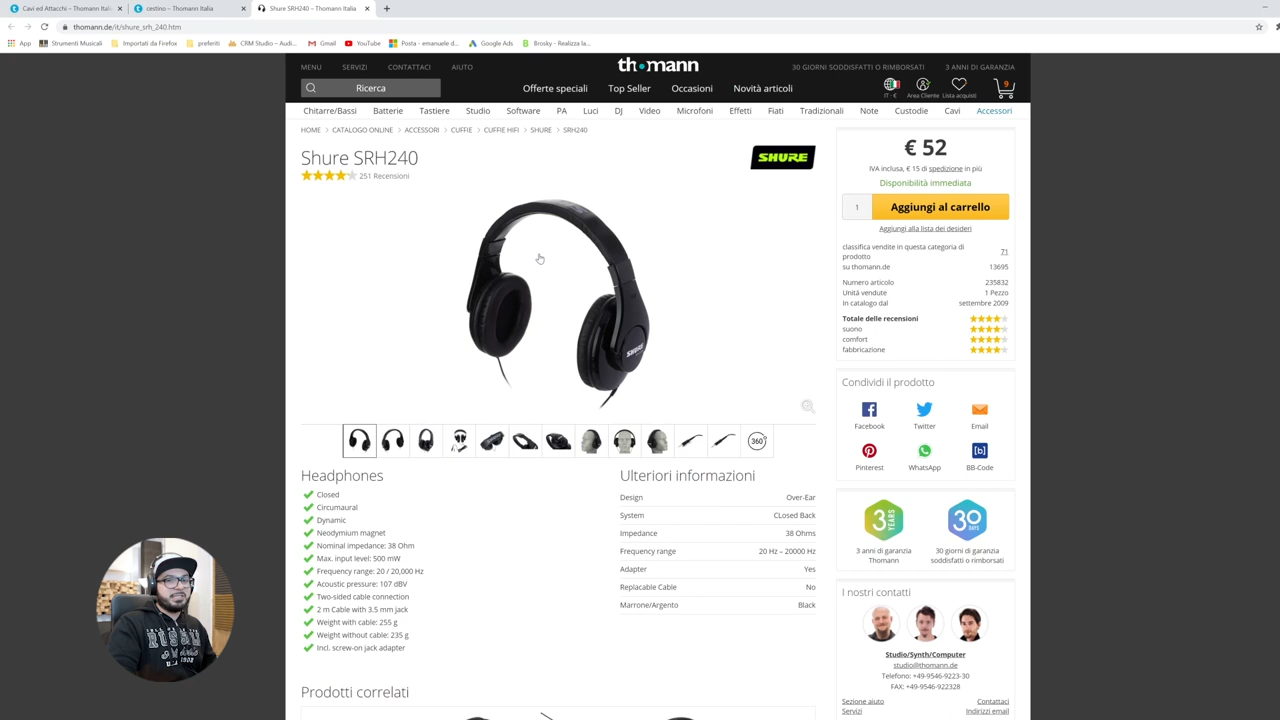 Cavi ed Attacchi – Thomann Itali
cestino – Thomann Italia
Shure SRH240 – Thomann Italia
thomann.de/it/shure_srh_240.htm
App
Strumenti Musicali
Importati da Firefox
preferiti
CRM Studio – Audi...
Gmail
YouTube
Posta - emanuele d...
Google Ads
Brosky - Realizza la...
MENU
SERVIZI
CONTATTACI
AIUTO
th•mann
30 GIORNI SODDISFATTI O RIMBORSATI
3 ANNI DI GARANZIA
Ricerca
Offerte speciali
Top Seller
Occasioni
Novità articoli
IT · €
Area Cliente
Lista acquisti
9
Chitarre/Bassi
Batterie
Tastiere
Studio
Software
PA
Luci
DJ
Video
Microfoni
Effetti
Fiati
Tradizionali
Note
Custodie
Cavi
Accessori
HOME > CATALOGO ONLINE > ACCESSORI > CUFFIE > CUFFIE HIFI > SHURE > SRH240
Shure SRH240
251 Recensioni
SHURE
SHURE
360°
€ 52
IVA inclusa, € 15 di spedizione in più
Disponibilità immediata
1
Aggiungi al carrello
Aggiungi alla lista dei desideri
classifica vendite in questa categoria di prodotto
71
su thomann.de
13695
Numero articolo
235832
Unità vendute
1 Pezzo
In catalogo dal
settembre 2009
Totale delle recensioni
suono
comfort
fabbricazione
Condividi il prodotto
Facebook
Twitter
Email
Pinterest
WhatsApp
[b]
BB-Code
Headphones
Closed
Circumaural
Dynamic
Neodymium magnet
Nominal impedance: 38 Ohm
Max. input level: 500 mW
Frequency range: 20 / 20,000 Hz
Acoustic pressure: 107 dBV
Two-sided cable connection
2 m Cable with 3.5 mm jack
Weight with cable: 255 g
Weight without cable: 235 g
Incl. screw-on jack adapter
Ulteriori informazioni
Design
Over-Ear
System
CLosed Back
Impedance
38 Ohms
Frequency range
20 Hz – 20000 Hz
Adapter
Yes
Replacable Cable
No
Marrone/Argento
Black
3 YEARS
30 DAYS
3 anni di garanzia
Thomann
30 giorni di garanzia
soddisfatti o rimborsati
I nostri contatti
Studio/Synth/Computer
studio@thomann.de
Telefono: +49-9546-9223-30
FAX: +49-9546-922328
Sezione aiuto
Contattaci
Servizi
Indirizzi email
Prodotti correlati